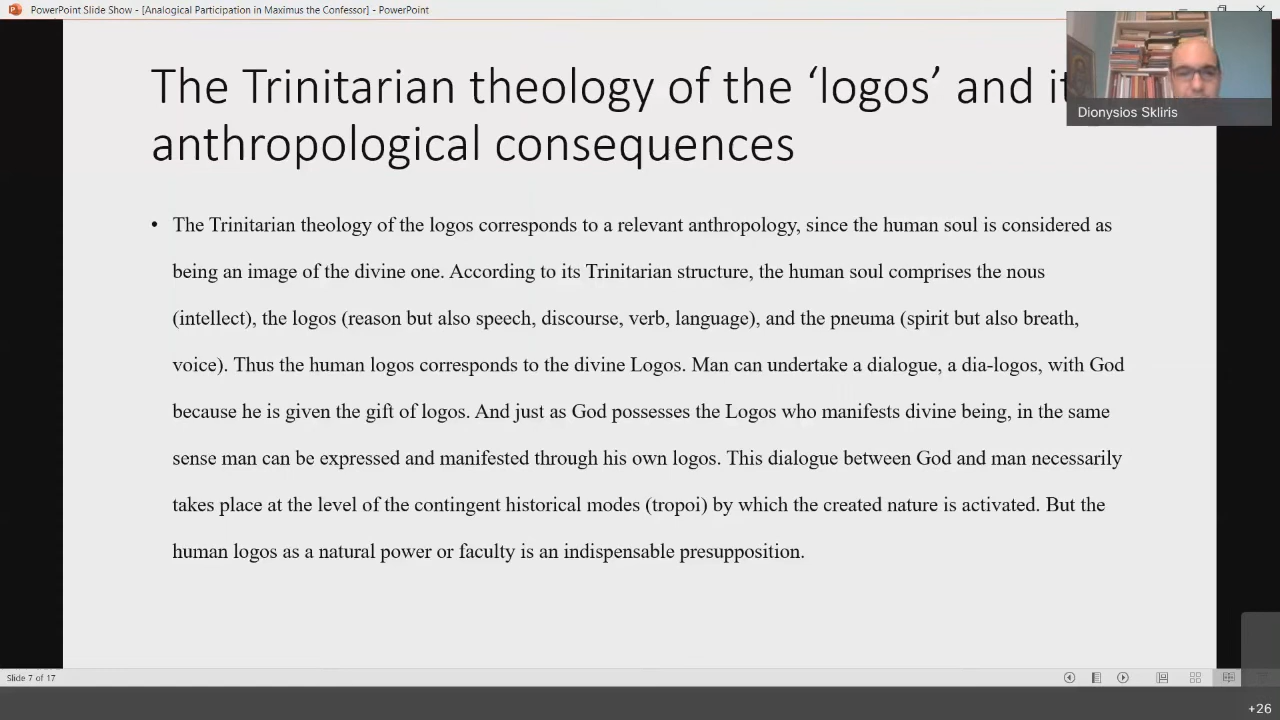 PowerPoint Slide Show - [Analogical Participation in Maximus the Confessor] - PowerPoint
The Trinitarian theology of the ‘logos’ and it
anthropological consequences
Dionysios Skliris
• The Trinitarian theology of the logos corresponds to a relevant anthropology, since the human soul is considered as
being an image of the divine one. According to its Trinitarian structure, the human soul comprises the nous
(intellect), the logos (reason but also speech, discourse, verb, language), and the pneuma (spirit but also breath,
voice). Thus the human logos corresponds to the divine Logos. Man can undertake a dialogue, a dia-logos, with God
because he is given the gift of logos. And just as God possesses the Logos who manifests divine being, in the same
sense man can be expressed and manifested through his own logos. This dialogue between God and man necessarily
takes place at the level of the contingent historical modes (tropoi) by which the created nature is activated. But the
human logos as a natural power or faculty is an indispensable presupposition.
Slide 7 of 17
+26